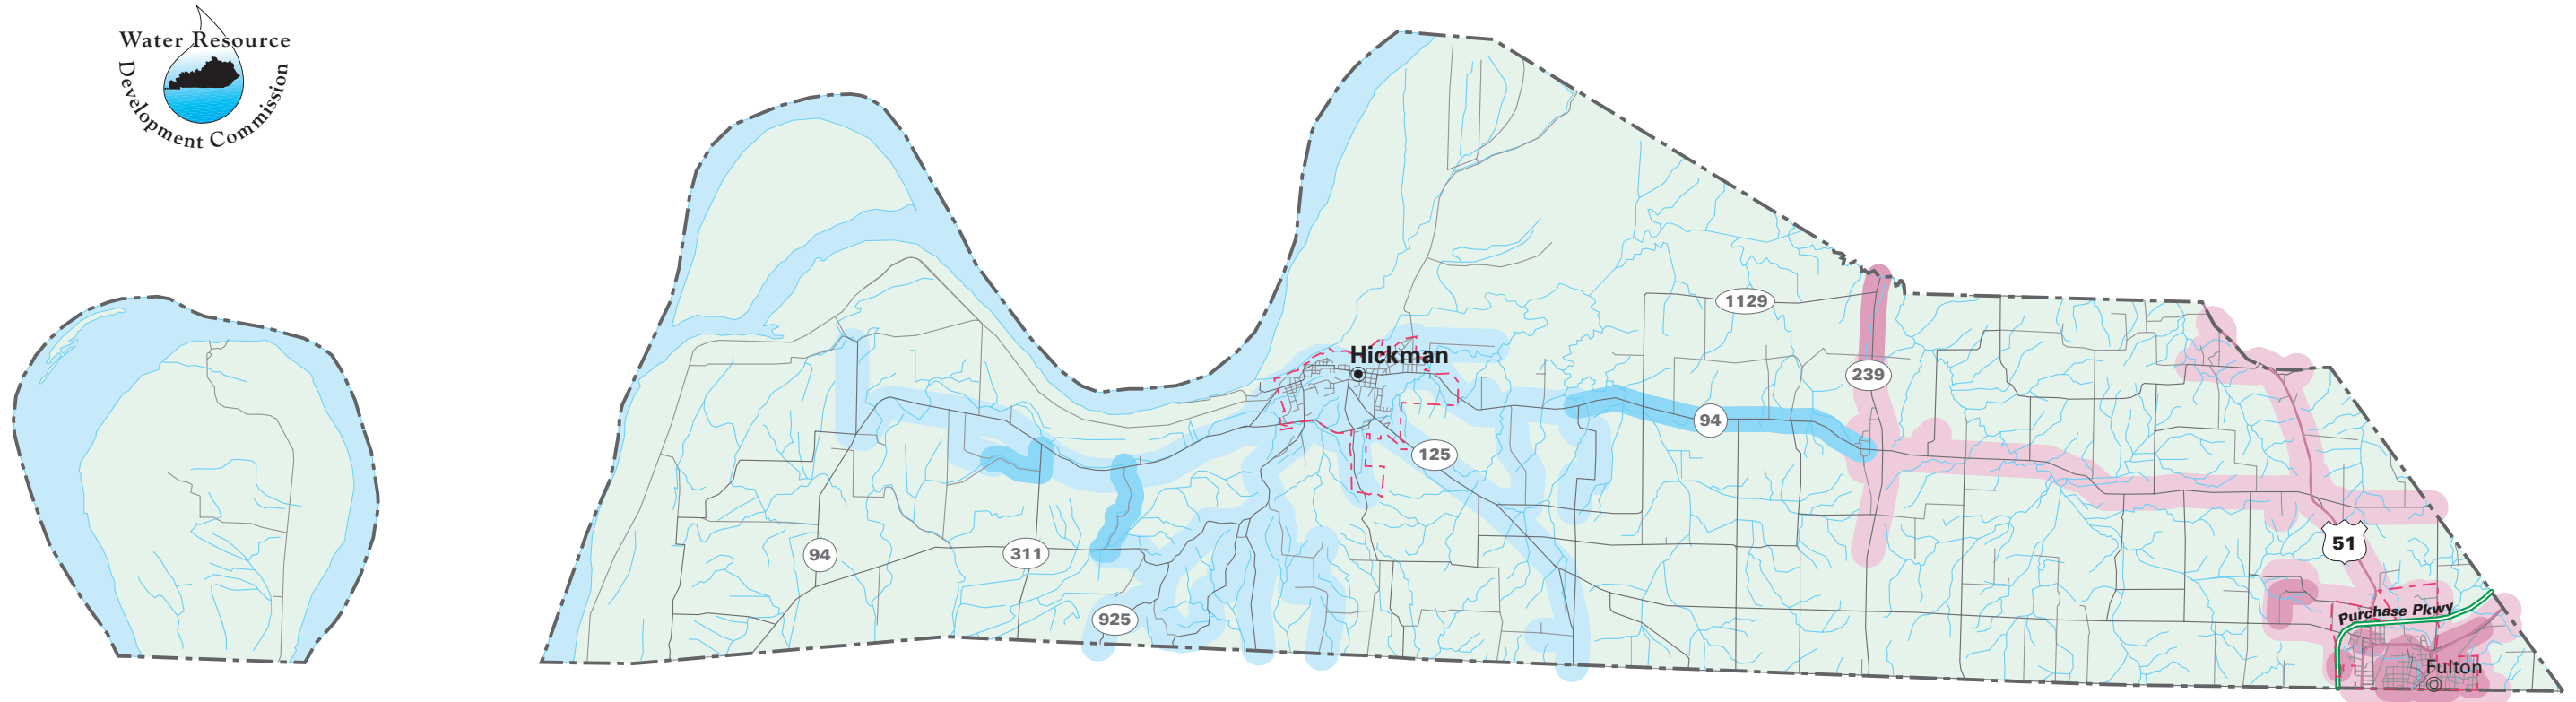 Water Resource
Development Commission
Hickman
1129
239
94
125
94
311
925
51
Purchase Pkwy
Fulton